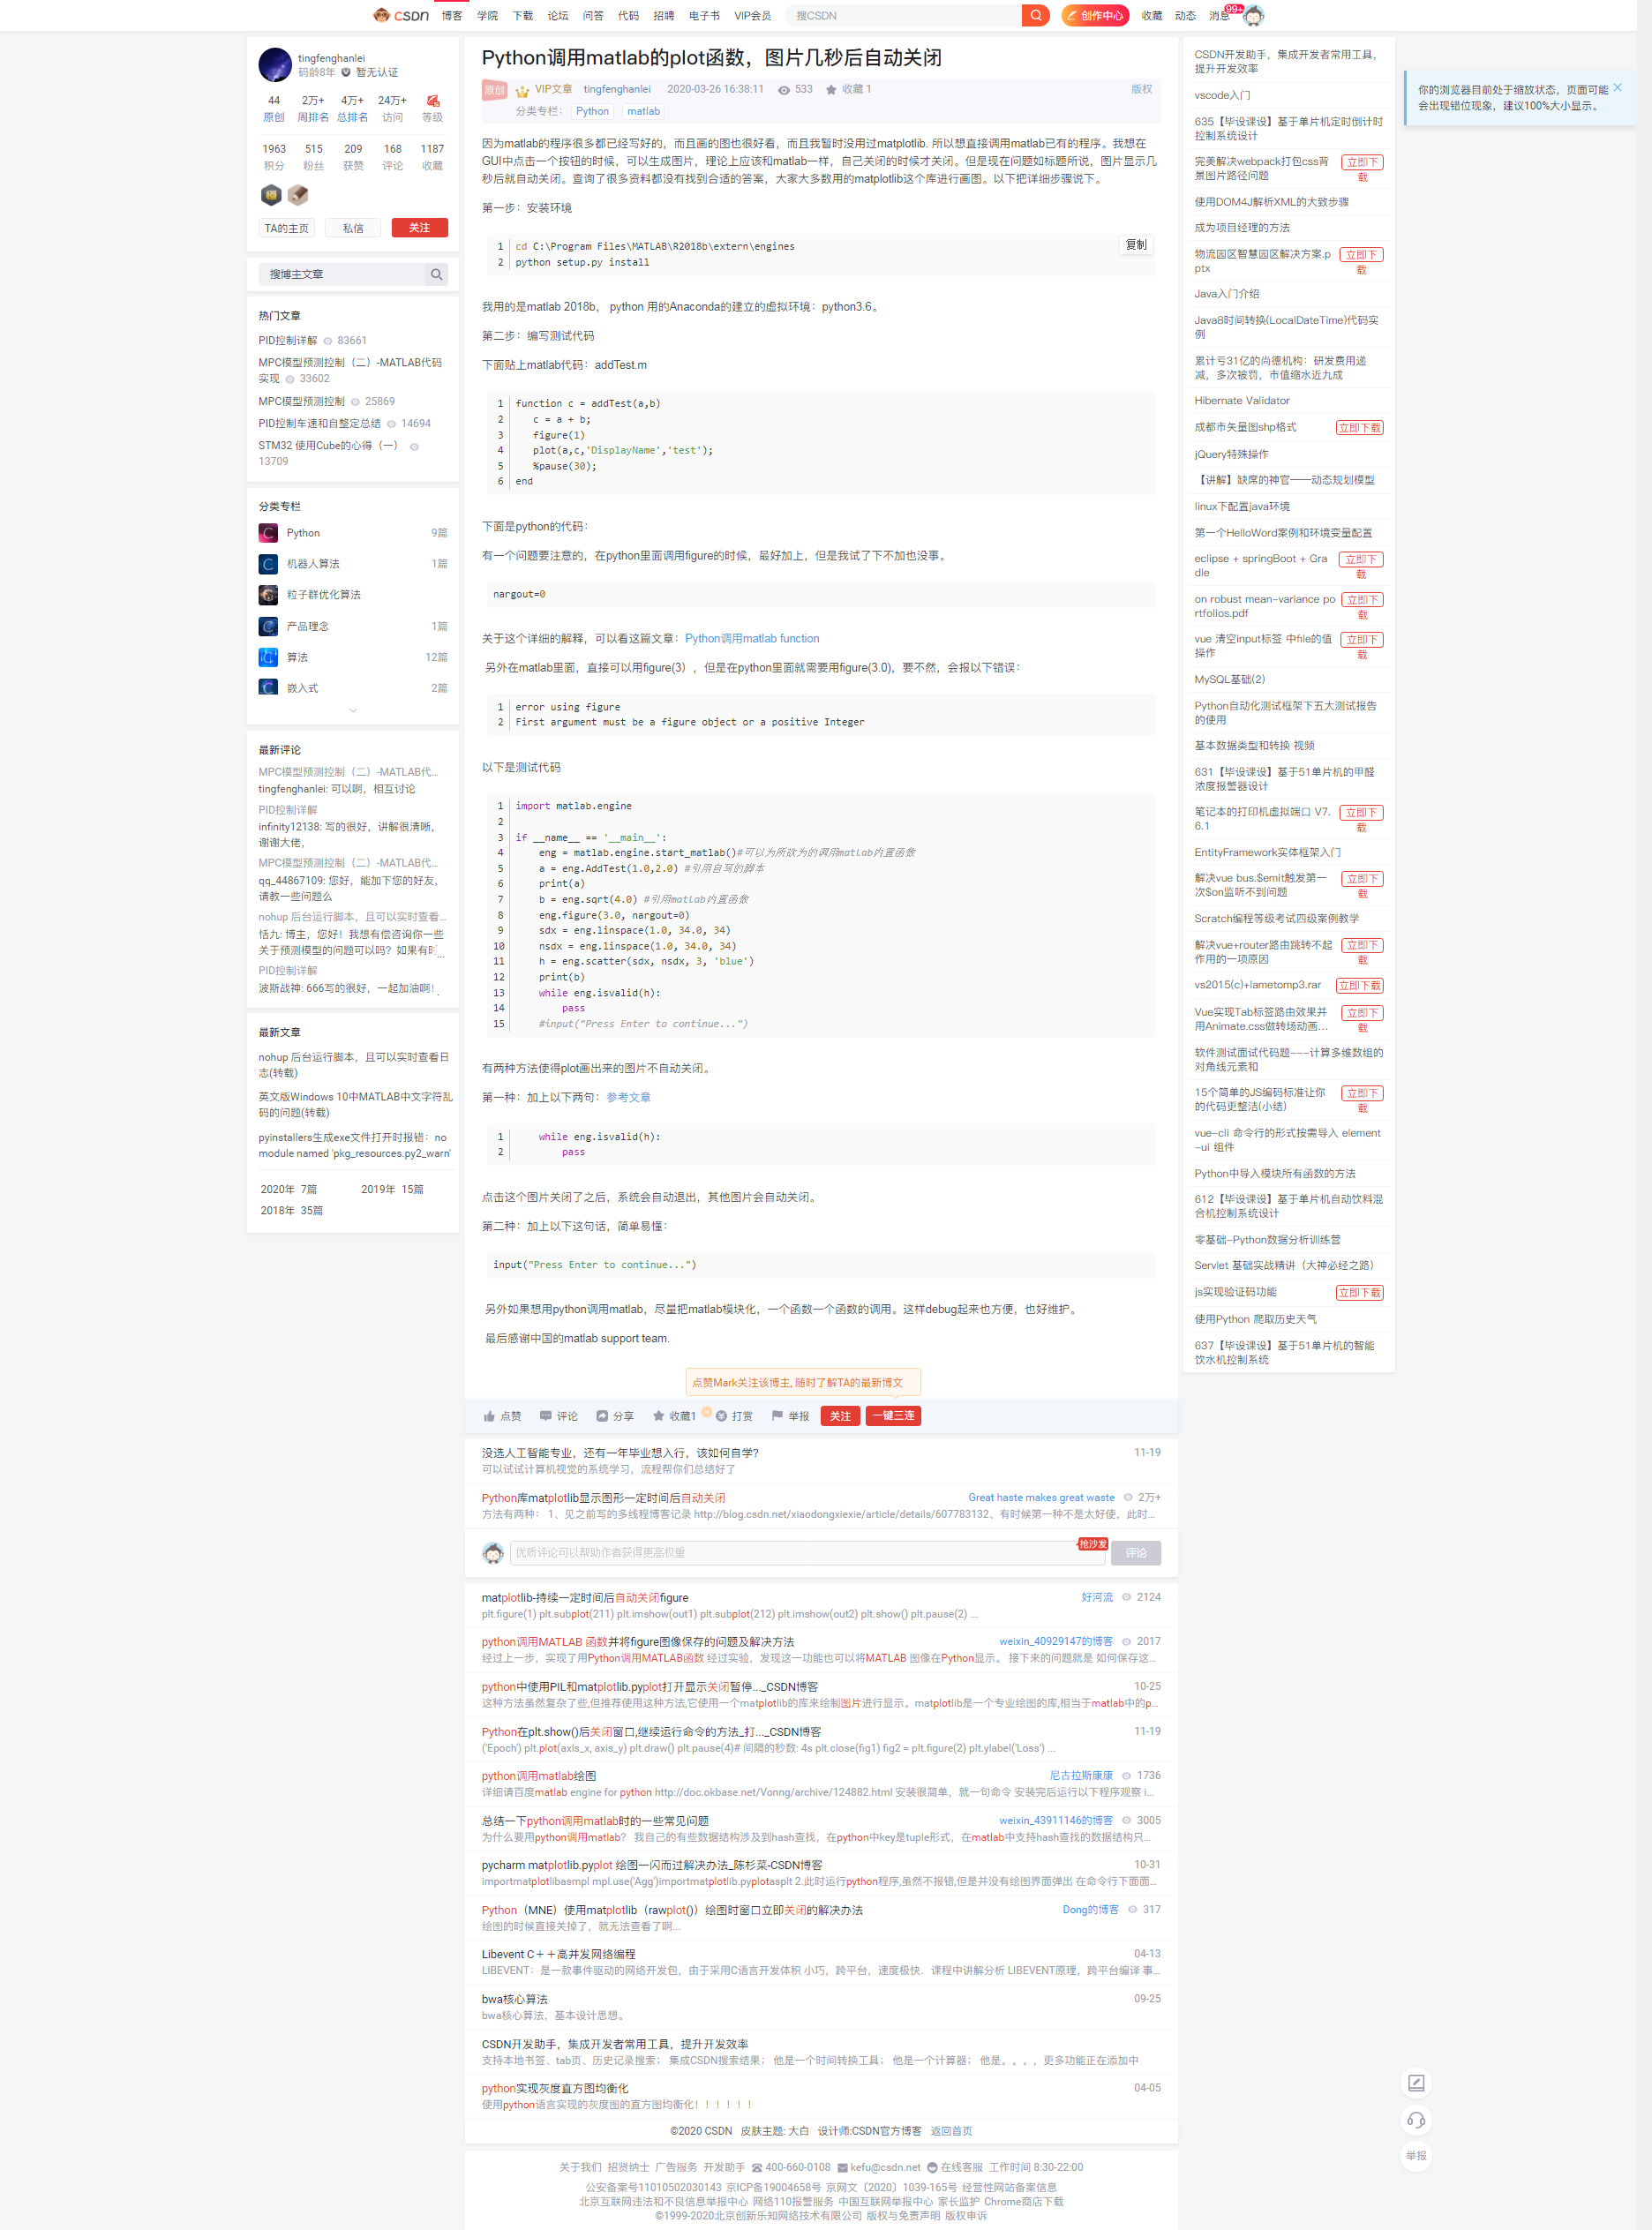 CSDN 博客 学院 下载 论坛 问答 代码 招聘 电子书 VIP会员 搜CSDN 创作中心 收藏 动态 消息 99+
你的浏览器目前处于缩放状态，页面可能
会出现错位现象，建议100%大小显示。
tingfenghanlei
码龄8年 暂无认证
44 2万+ 4万+ 24万+
原创 周排名 总排名 访问 等级
1963 515 209 168 1187
积分 粉丝 获赞 评论 收藏
TA的主页 私信 关注
搜博主文章
热门文章
PID控制详解 83661
MPC模型预测控制（二）-MATLAB代码
实现 33602
MPC模型预测控制 25869
PID控制车速和自整定总结 14694
STM32 使用Cube的心得（一）
13709
分类专栏
Python 9篇
机器人算法 1篇
粒子群优化算法
产品理念 1篇
算法 12篇
嵌入式 2篇
最新评论
MPC模型预测控制（二）-MATLAB代...
tingfenghanlei: 可以啊，相互讨论
PID控制详解
infinity12138: 写的很好，讲解很清晰，
谢谢大佬，
MPC模型预测控制（二）-MATLAB代...
qq_44867109: 您好，能加下您的好友，
请教一些问题么
nohup 后台运行脚本，且可以实时查看...
恬九: 博主，您好！我想有偿咨询你一些
关于预测模型的问题可以吗？如果有时...
PID控制详解
波斯战神: 666写的很好，一起加油啊！
最新文章
nohup 后台运行脚本，且可以实时查看日
志(转载)
英文版Windows 10中MATLAB中文字符乱
码的问题(转载)
pyinstallers生成exe文件打开时报错：no
module named 'pkg_resources.py2_warn'
2020年 7篇 2019年 15篇
2018年 35篇
Python调用matlab的plot函数，图片几秒后自动关闭
原创 VIP文章 tingfenghanlei 2020-03-26 16:38:11 533 收藏 1 版权
分类专栏： Python matlab
因为matlab的程序很多都已经写好的，而且画的图也很好看，而且我暂时没用过matplotlib. 所以想直接调用matlab已有的程序。我想在
GUI中点击一个按钮的时候，可以生成图片，理论上应该和matlab一样，自己关闭的时候才关闭。但是现在问题如标题所说，图片显示几
秒后就自动关闭。查询了很多资料都没有找到合适的答案，大家大多数用的matplotlib这个库进行画图。以下把详细步骤说下。
第一步：安装环境
1 cd C:\Program Files\MATLAB\R2018b\extern\engines 复制
2 python setup.py install
我用的是matlab 2018b， python 用的Anaconda的建立的虚拟环境：python3.6。
第二步：编写测试代码
下面贴上matlab代码：addTest.m
1 function c = addTest(a,b)
2 c = a + b;
3 figure(1)
4 plot(a,c,'DisplayName','test');
5 %pause(30);
6 end
下面是python的代码：
有一个问题要注意的，在python里面调用figure的时候，最好加上，但是我试了下不加也没事。
nargout=0
关于这个详细的解释，可以看这篇文章：Python调用matlab function
另外在matlab里面，直接可以用figure(3），但是在python里面就需要用figure(3.0)，要不然，会报以下错误：
1 error using figure
2 First argument must be a figure object or a positive Integer
以下是测试代码
1 import matlab.engine
2
3 if __name__ == '__main__':
4 eng = matlab.engine.start_matlab()#可以为所欲为的调用matlab内置函数
5 a = eng.AddTest(1.0,2.0) #引用自写的脚本
6 print(a)
7 b = eng.sqrt(4.0) #引用matlab内置函数
8 eng.figure(3.0, nargout=0)
9 sdx = eng.linspace(1.0, 34.0, 34)
10 nsdx = eng.linspace(1.0, 34.0, 34)
11 h = eng.scatter(sdx, nsdx, 3, 'blue')
12 print(b)
13 while eng.isvalid(h):
14 pass
15 #input("Press Enter to continue...")
有两种方法使得plot画出来的图片不自动关闭。
第一种：加上以下两句：参考文章
1 while eng.isvalid(h):
2 pass
点击这个图片关闭了之后，系统会自动退出，其他图片会自动关闭。
第二种：加上以下这句话，简单易懂：
input("Press Enter to continue...")
另外如果想用python调用matlab，尽量把matlab模块化，一个函数一个函数的调用。这样debug起来也方便，也好维护。
最后感谢中国的matlab support team.
点赞Mark关注该博主, 随时了解TA的最新博文
点赞 评论 分享 收藏1 打赏 举报 关注 一键三连
没选人工智能专业，还有一年毕业想入行，该如何自学? 11-19
可以试试计算机视觉的系统学习，流程帮你们总结好了
Python库matplotlib显示图形一定时间后自动关闭 Great haste makes great waste 2万+
方法有两种： 1、见之前写的多线程博客记录 http://blog.csdn.net/xiaodongxiexie/article/details/607783132、有时候第一种不是太好使，此时...
优质评论可以帮助作者获得更高权重 抢沙发 评论
matplotlib-持续一定时间后自动关闭figure 好河流 2124
plt.figure(1) plt.subplot(211) plt.imshow(out1) plt.subplot(212) plt.imshow(out2) plt.show() plt.pause(2) ...
python调用MATLAB 函数并将figure图像保存的问题及解决方法 weixin_40929147的博客 2017
经过上一步，实现了用Python调用MATLAB函数 经过实验，发现这一功能也可以将MATLAB 图像在Python显示。 接下来的问题就是 如何保存这...
python中使用PIL和matplotlib.pyplot打开显示关闭暂停..._CSDN博客 10-25
这种方法虽然复杂了些,但推荐使用这种方法,它使用一个matplotlib的库来绘制图片进行显示。matplotlib是一个专业绘图的库,相当于matlab中的p...
Python在plt.show()后关闭窗口,继续运行命令的方法_打..._CSDN博客 11-19
('Epoch') plt.plot(axis_x, axis_y) plt.draw() plt.pause(4)# 间隔的秒数: 4s plt.close(fig1) fig2 = plt.figure(2) plt.ylabel('Loss') ...
python调用matlab绘图 尼古拉斯康康 1736
详细请百度matlab engine for python http://doc.okbase.net/Vonng/archive/124882.html 安装很简单，就一句命令 安装完后运行以下程序观察 i...
总结一下python调用matlab时的一些常见问题 weixin_43911146的博客 3005
为什么要用python调用matlab？ 我自己的有些数据结构涉及到hash查找，在python中key是tuple形式，在matlab中支持hash查找的数据结构只...
pycharm matplotlib.pyplot 绘图一闪而过解决办法_陈杉菜-CSDN博客 10-31
importmatplotlibasmpl mpl.use('Agg')importmatplotlib.pyplotasplt 2.此时运行python程序,虽然不报错,但是并没有绘图界面弹出 在命令行下面面...
Python（MNE）使用matplotlib（rawplot()）绘图时窗口立即关闭的解决办法 Dong的博客 317
绘图的时候直接关掉了，就无法查看了啊...
Libevent C＋＋高并发网络编程 04-13
LIBEVENT：是一款事件驱动的网络开发包，由于采用C语言开发体积 小巧，跨平台，速度极快。课程中讲解分析 LIBEVENT原理，跨平台编译 事...
bwa核心算法 09-25
bwa核心算法，基本设计思想。
CSDN开发助手，集成开发者常用工具，提升开发效率
支持本地书签、tab页、历史记录搜索； 集成CSDN搜索结果； 他是一个时间转换工具； 他是一个计算器； 他是。。。，更多功能正在添加中
python实现灰度直方图均衡化 04-05
使用python语言实现的灰度图的直方图均衡化！！！！！！
©2020 CSDN 皮肤主题: 大白 设计师:CSDN官方博客 返回首页
关于我们 招贤纳士 广告服务 开发助手 400-660-0108 kefu@csdn.net 在线客服 工作时间 8:30-22:00
公安备案号11010502030143 京ICP备19004658号 京网文〔2020〕1039-165号 经营性网站备案信息
北京互联网违法和不良信息举报中心 网络110报警服务 中国互联网举报中心 家长监护 Chrome商店下载
©1999-2020北京创新乐知网络技术有限公司 版权与免责声明 版权申诉
CSDN开发助手，集成开发者常用工具，
提升开发效率
vscode入门
635【毕设课设】基于单片机定时倒计时
控制系统设计
完美解决webpack打包css背 立即下
景图片路径问题 载
使用DOM4J解析XML的大致步骤
成为项目经理的方法
物流园区智慧园区解决方案.p 立即下
ptx 载
Java入门介绍
Java8时间转换(LocalDateTime)代码实
例
累计亏31亿的尚德机构：研发费用递
减，多次被罚，市值缩水近九成
Hibernate Validator
成都市矢量图shp格式 立即下载
jQuery特殊操作
【讲解】缺席的神官——动态规划模型
linux下配置java环境
第一个HelloWord案例和环境变量配置
eclipse + springBoot + Gra 立即下
dle 载
on robust mean-variance po 立即下
rtfolios.pdf 载
vue 清空input标签 中file的值 立即下
操作 载
MySQL基础(2)
Python自动化测试框架下五大测试报告
的使用
基本数据类型和转换 视频
631【毕设课设】基于51单片机的甲醛
浓度报警器设计
笔记本的打印机虚拟端口 V7. 立即下
6.1 载
EntityFramework实体框架入门
解决vue bus.$emit触发第一 立即下
次$on监听不到问题 载
Scratch编程等级考试四级案例教学
解决vue+router路由跳转不起 立即下
作用的一项原因 载
vs2015(c)+lametomp3.rar 立即下载
Vue实现Tab标签路由效果并 立即下
用Animate.css做转场动画... 载
软件测试面试代码题---计算多维数组的
对角线元素和
15个简单的JS编码标准让你 立即下
的代码更整洁(小结) 载
vue-cli 命令行的形式按需导入 element
-ui 组件
Python中导入模块所有函数的方法
612【毕设课设】基于单片机自动饮料混
合机控制系统设计
零基础-Python数据分析训练营
Servlet 基础实战精讲（大神必经之路）
js实现验证码功能 立即下载
使用Python 爬取历史天气
637【毕设课设】基于51单片机的智能
饮水机控制系统
举报